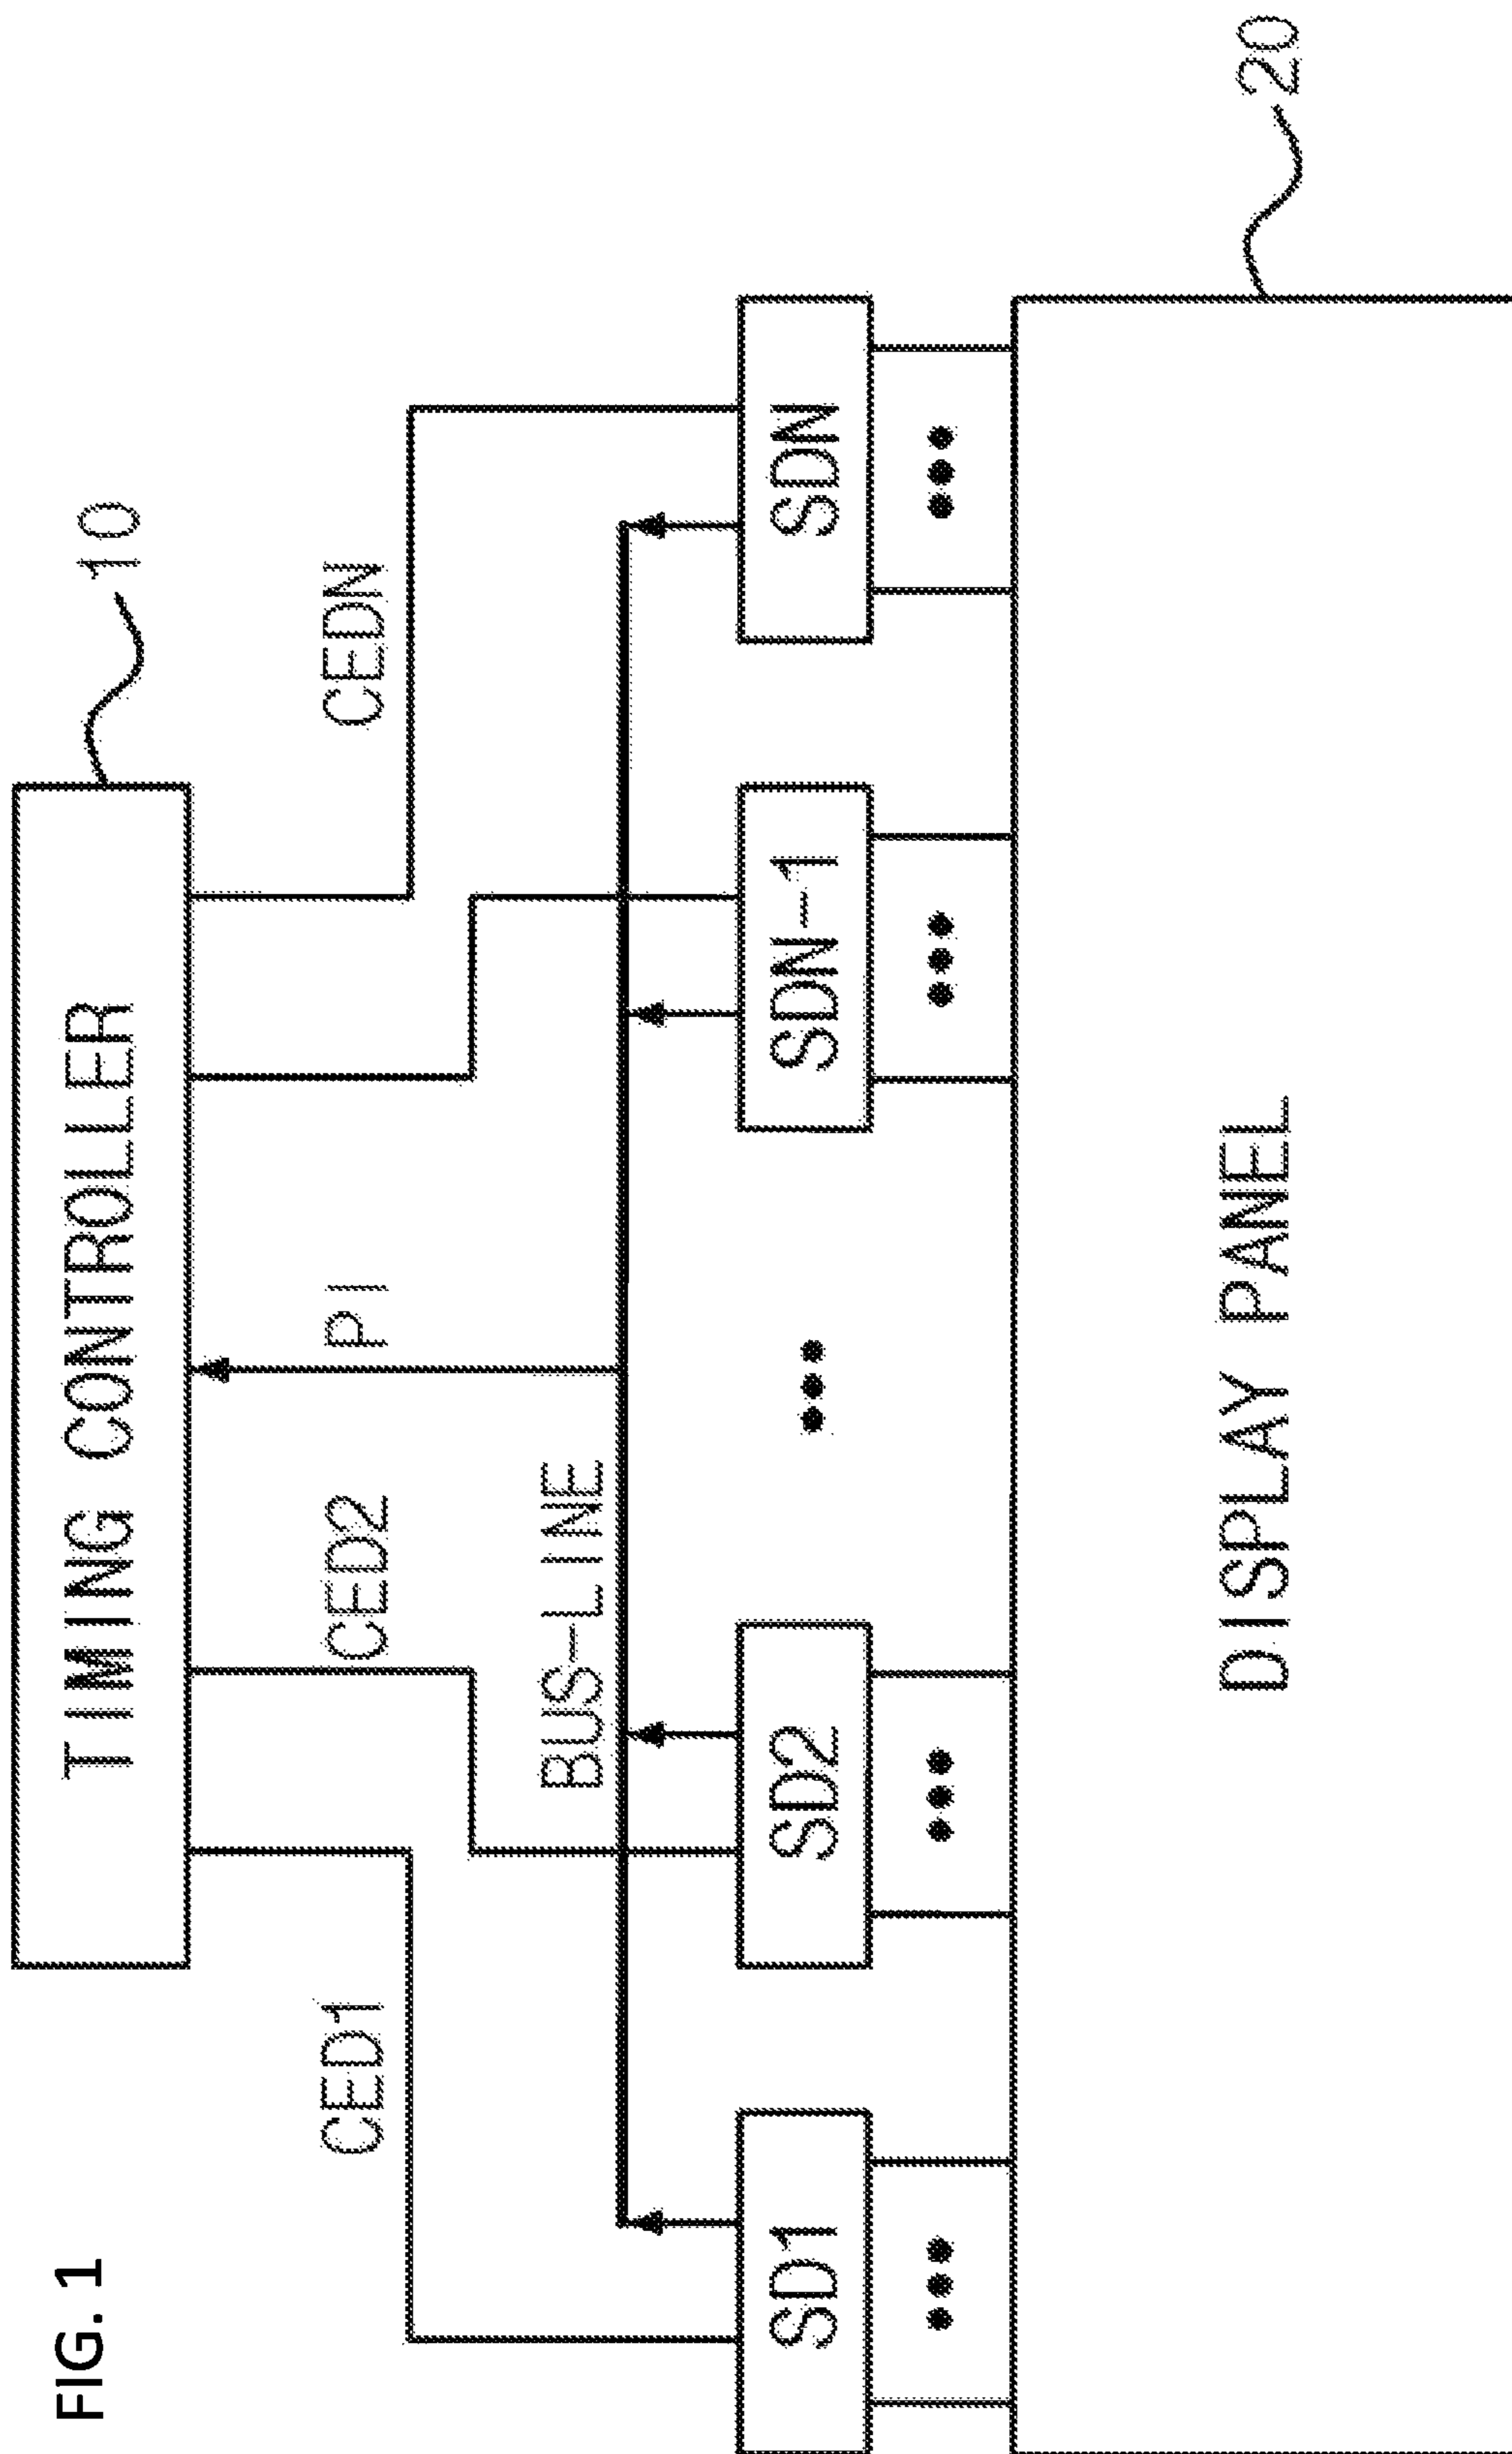 FIG. 1
TIMING CONTROLLER
10
CED1
CED2
PI
CEDN
BUS-LINE
SD1
SD2
SDN-1
SDN
DISPLAY PANEL
20